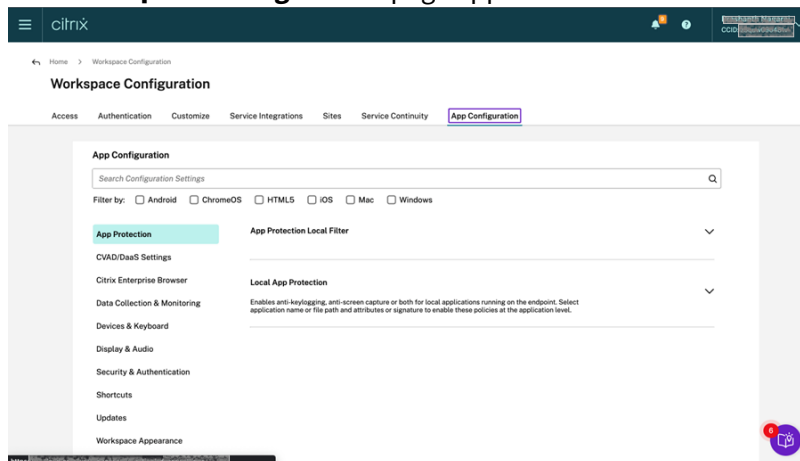 citrix
8
?
CCID:
Home > Workspace Configuration
Workspace Configuration
Access Authentication Customize Service Integrations Sites Service Continuity App Configuration
App Configuration
Search Configuration Settings
Filter by: Android ChromeOS HTML5 iOS Mac Windows
App Protection
App Protection Local Filter
CVAD/DaaS Settings
Citrix Enterprise Browser
Local App Protection
Data Collection & Monitoring
Enables anti-keylogging, anti-screen capture or both for local applications running on the endpoint. Select
application name or file path and attributes or signature to enable these policies at the application level.
Devices & Keyboard
Display & Audio
Security & Authentication
Shortcuts
Updates
6
Workspace Appearance